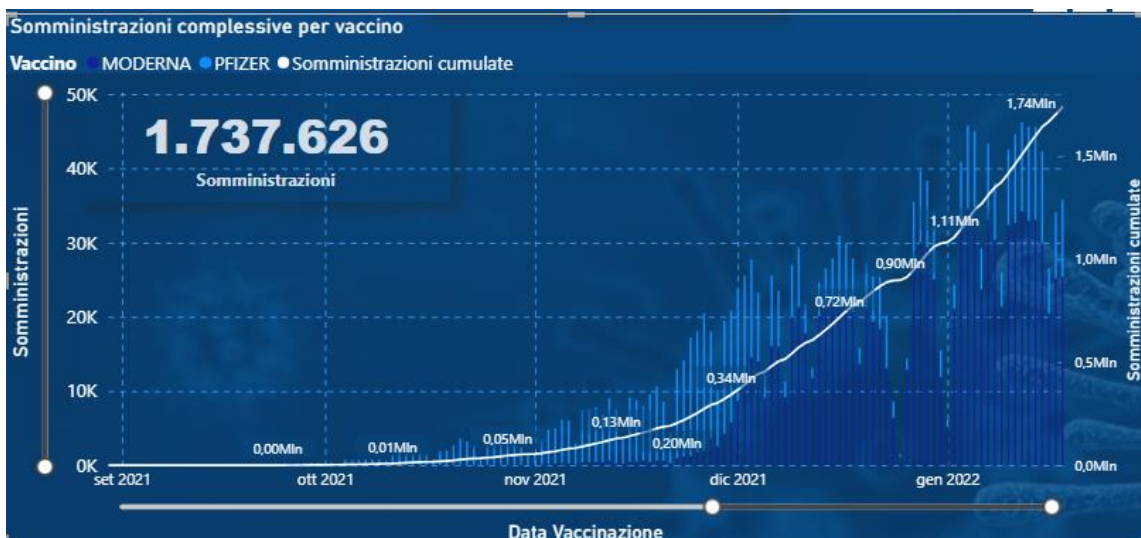 Somministrazioni complessive per vaccino
Vaccino MODERNA PFIZER Somministrazioni cumulate
50K
40K
30K
20K
10K
0K
Somministrazioni
1.737.626
Somministrazioni
0,00Mln
0,01Mln
0,05Mln
0,13Mln
0,20Mln
0,34Mln
0,72Mln
0,90Mln
1,11Mln
1,74Mln
1,5Mln
1,0Mln
0,5Mln
0,0Mln
Somministrazioni cumulate
set 2021 ott 2021 nov 2021 dic 2021 gen 2022
Data Vaccinazione